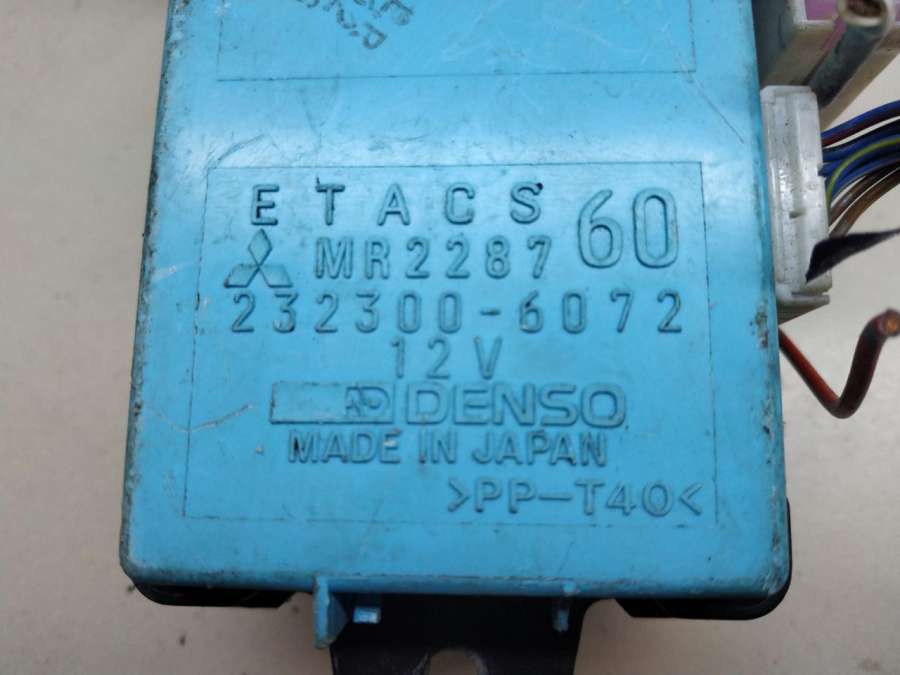 ETACS
MR2287 60
232300-6072
12V
DENSO
MADE IN JAPAN
>PP-T40<